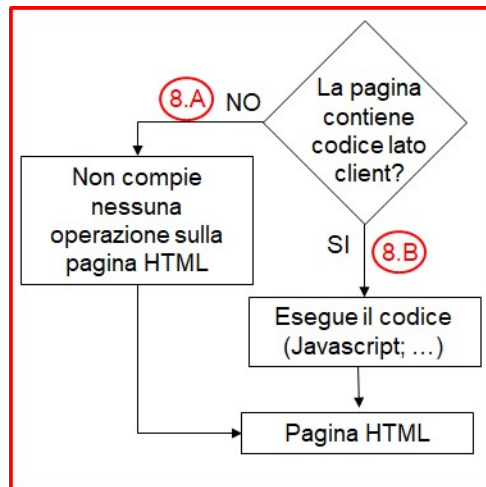 La pagina
contiene
codice lato
client?
8.A NO
Non compie
nessuna
operazione sulla
pagina HTML
SI 8.B
Esegue il codice
(Javascript; ...)
Pagina HTML